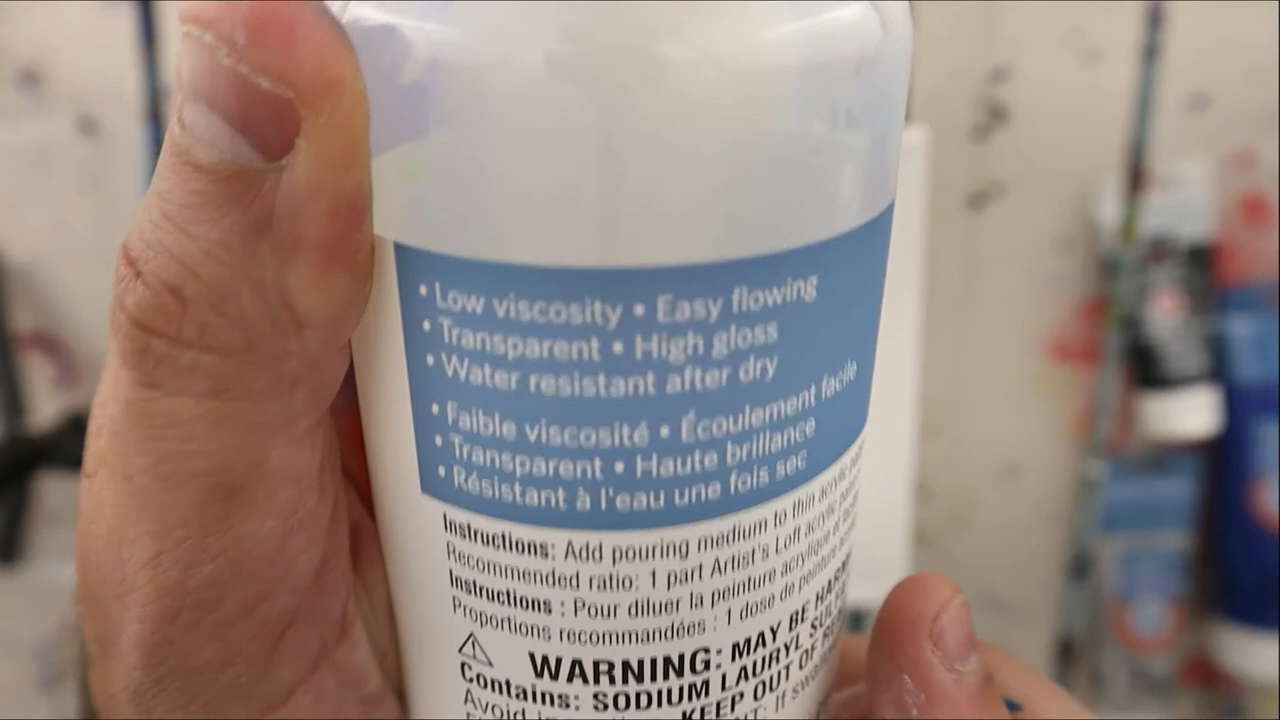 • Low viscosity • Easy flowing
• Transparent • High gloss
• Water resistant after dry
• Faible viscosité • Écoulement facile
• Transparent • Haute brillance
• Résistant à l'eau une fois sec
Instructions: Add pouring medium to thin acrylic
Recommended ratio: 1 part Artist's Loft acrylic
Instructions : Pour diluer la peinture acrylique et
Proportions recommandées : 1 dose de peinture
WARNING: MAY BE
Contains: SODIUM LAURYL
Avoid KEEP OUT OF
If